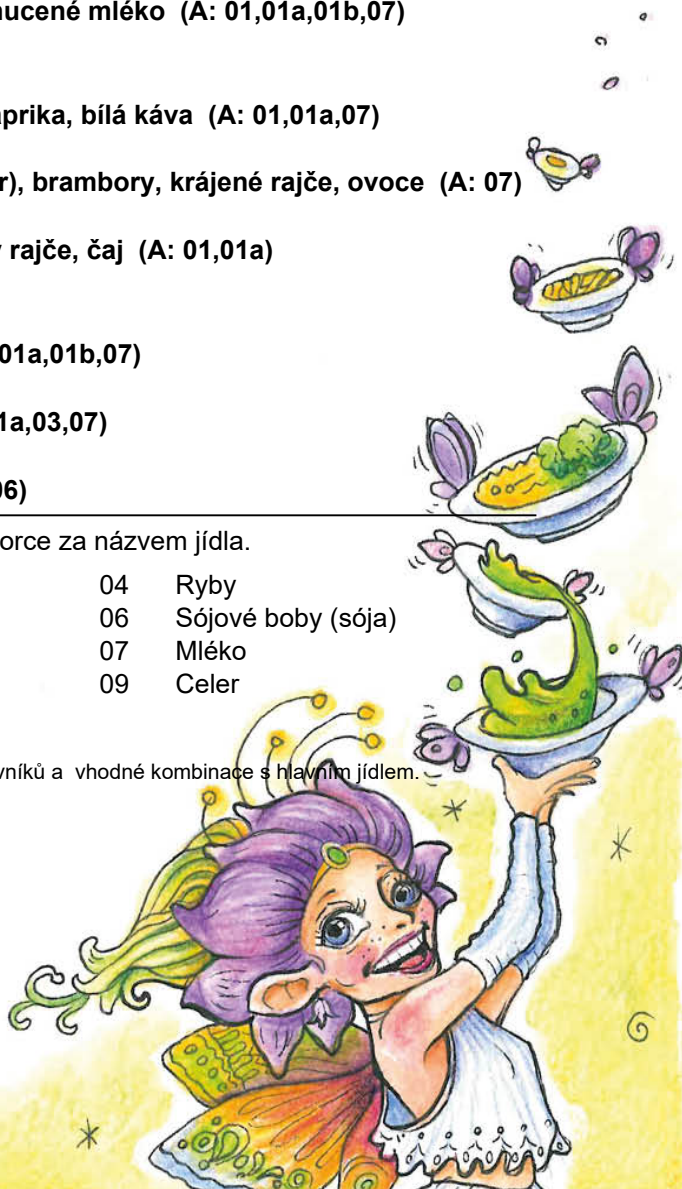 nucené mléko (A: 01,01a,01b,07)
aprika, bílá káva (A: 01,01a,07)
r), brambory, krájené rajče, ovoce (A: 07)
rajče, čaj (A: 01,01a)
01a,01b,07)
1a,03,07)
06)
orce za názvem jídla.
04 Ryby
06 Sójové boby (sója)
07 Mléko
09 Celer
vníků a vhodné kombinace s hlavním jídlem.